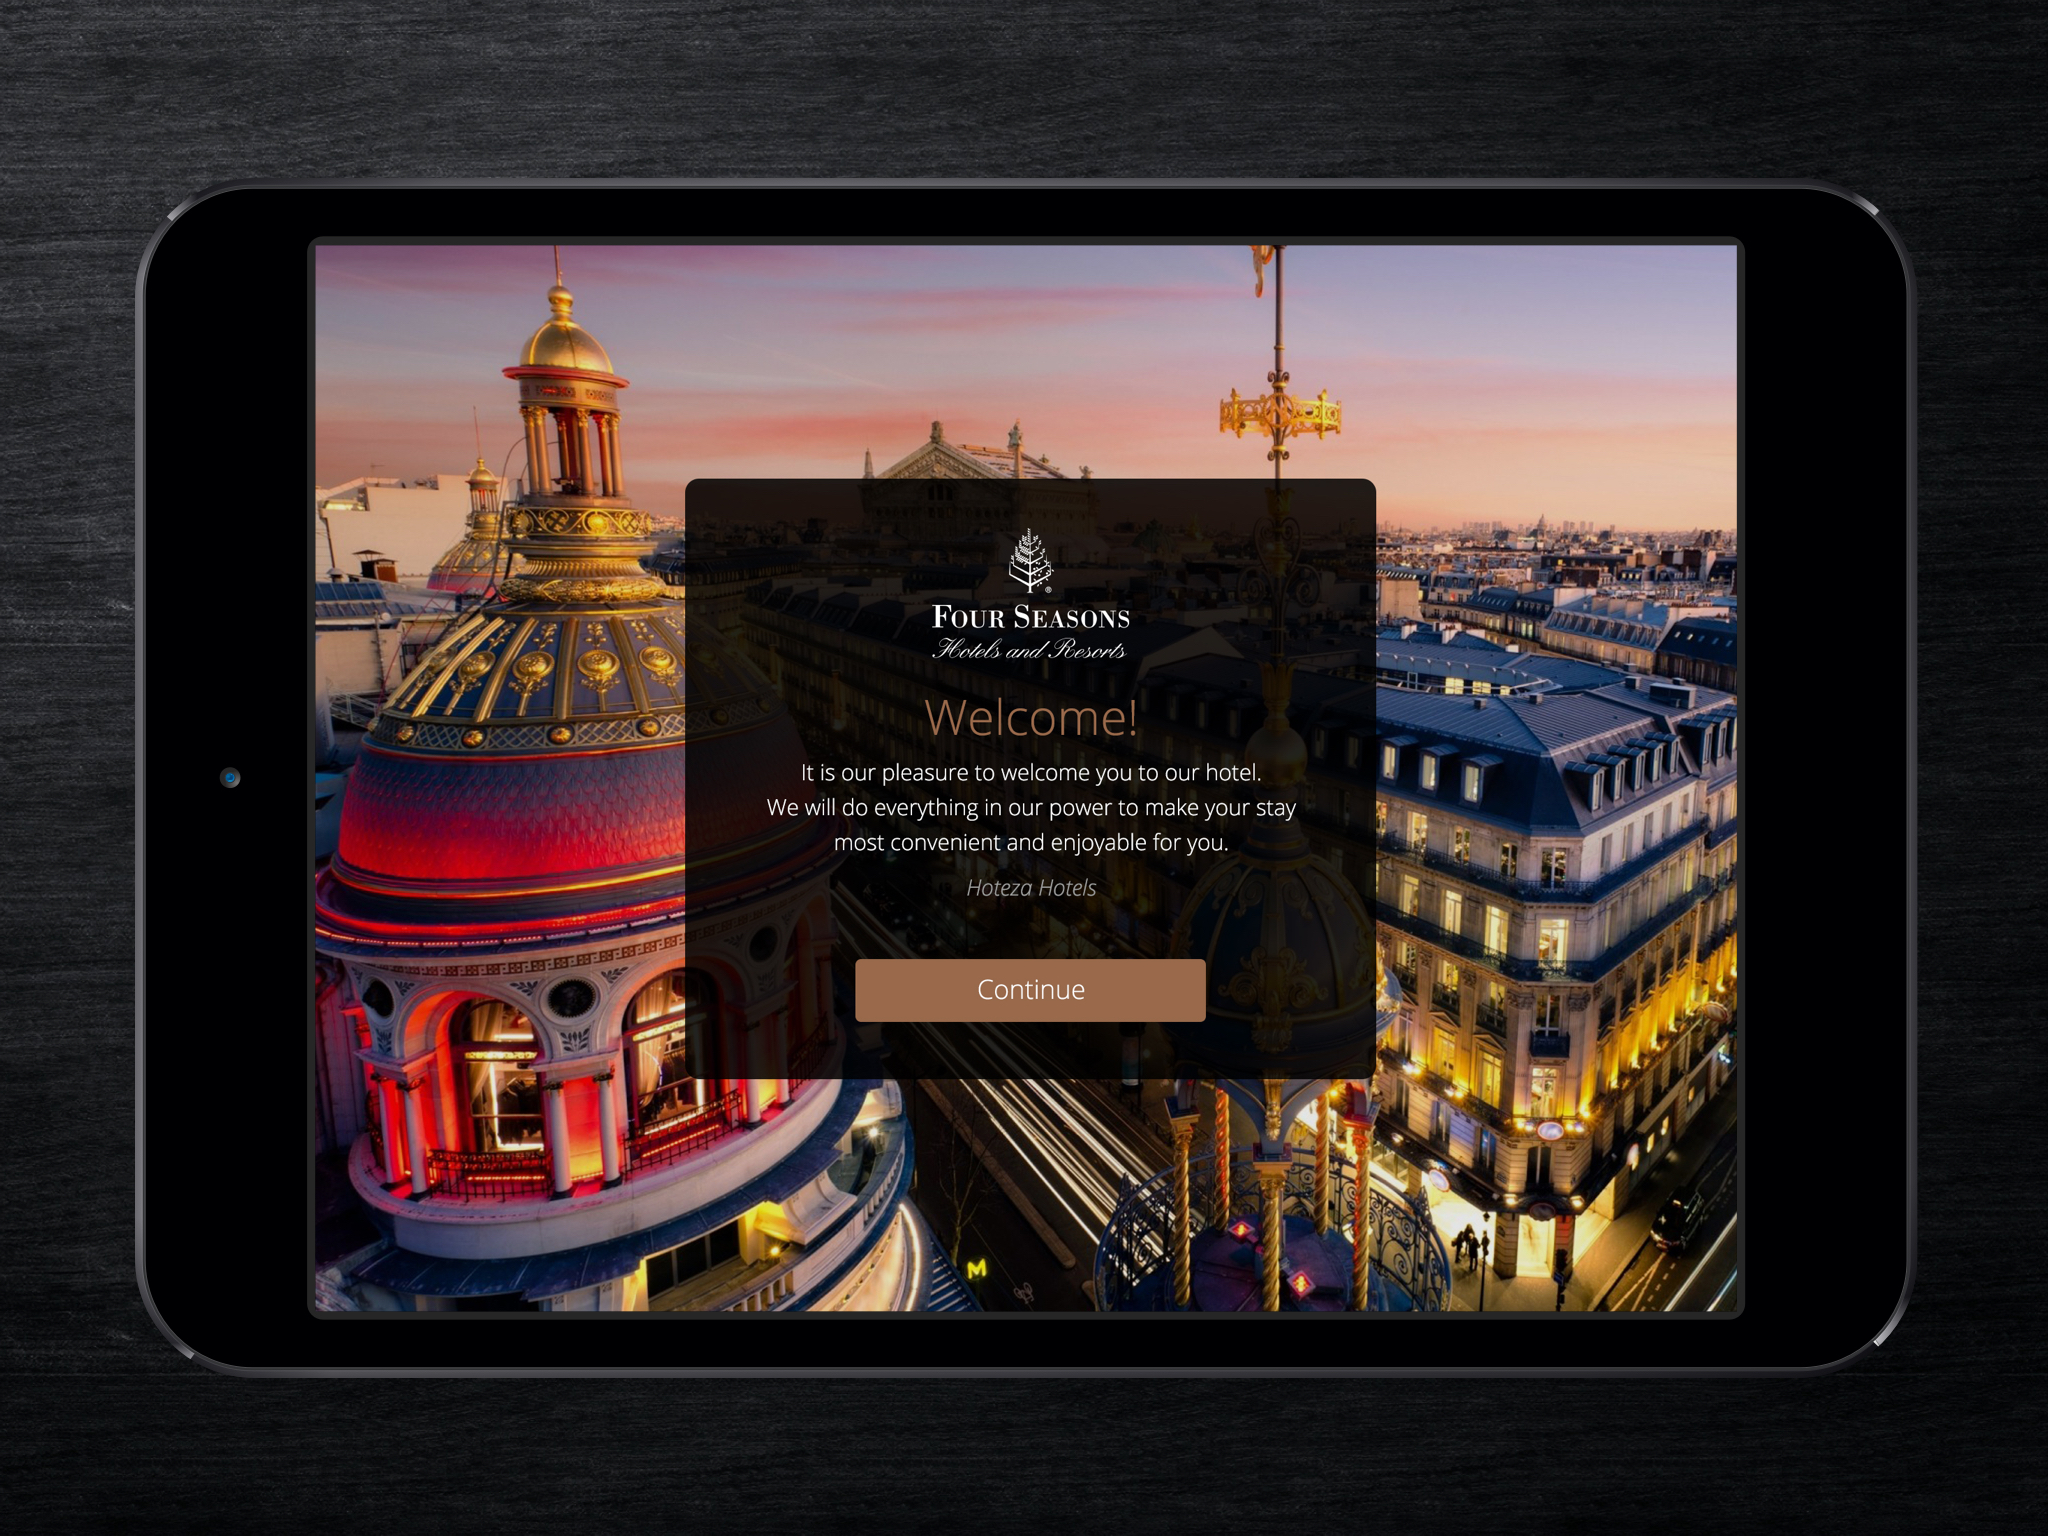 FOUR SEASONS
Hotels and Resorts
Welcome!
It is our pleasure to welcome you to our hotel.
We will do everything in our power to make your stay
most convenient and enjoyable for you.
Hoteza Hotels
Continue
M